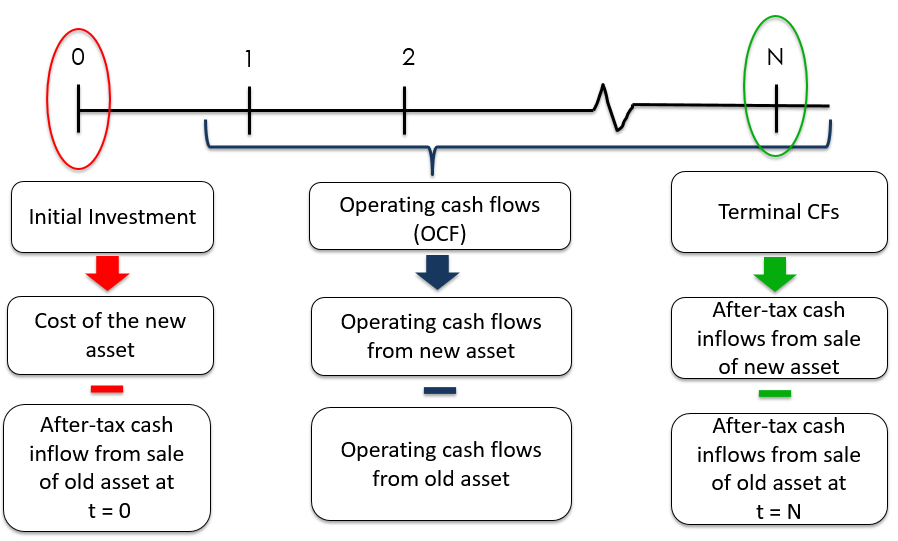 0
1
2
N
Initial Investment
Operating cash flows
(OCF)
Terminal CFs
Cost of the new
asset
Operating cash flows
from new asset
After-tax cash
inflows from sale
of new asset
After-tax cash
inflow from sale
of old asset at
t = 0
Operating cash flows
from old asset
After-tax cash
inflows from sale
of old asset at
t = N